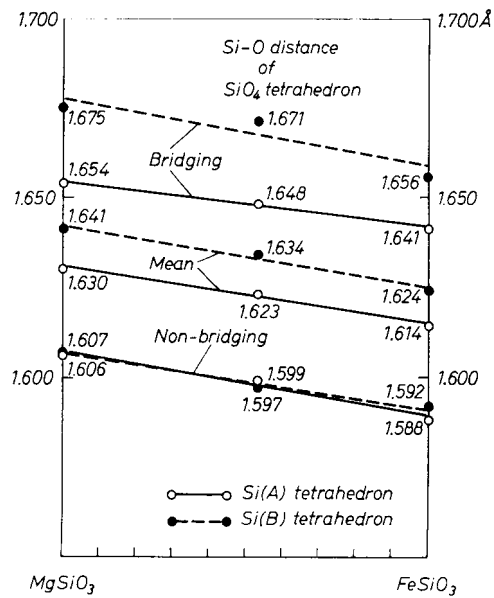 1.700
1.700Å
Si-O distance
of
SiO4 tetrahedron
1.675
1.671
Bridging
1.654
1.656
1.650
1.648
1.650
1.641
1.641
1.634
Mean
1.630
1.624
1.623
1.614
1.607
Non-bridging
1.600
1.606
1.599
1.592
1.600
1.597
1.588
Si(A) tetrahedron
Si(B) tetrahedron
MgSiO3
FeSiO3